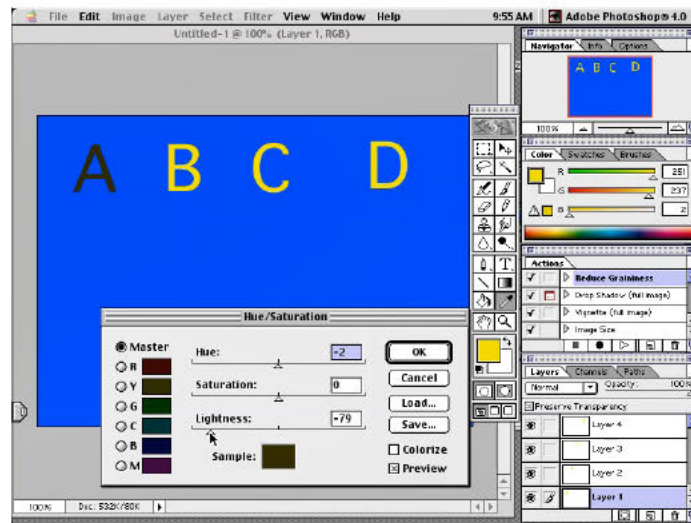 File Edit Image Layer Select Filter View Window Help 9:55 AM Adobe Photoshop® 4.0
Untitled-1 @ 100% (Layer 1, RGB)
Navigator Info Options
A B C D
100%
A B C D
Color Swatches Brushes
R 251
G 237
B 2
Actions
Reduce Graininess
Drop Shadow (full image)
Vignette (full image)
Image Size
Hue/Saturation
Master
R
Y
G
C
B
M
Hue: -2
Saturation: 0
Lightness: -79
Sample:
OK
Cancel
Load...
Save...
Colorize
Preview
T
Layers Channels Paths
Normal Opacity: 100%
Preserve Transparency
Layer 4
Layer 3
Layer 2
Layer 1
100% Doc: 532K/80K